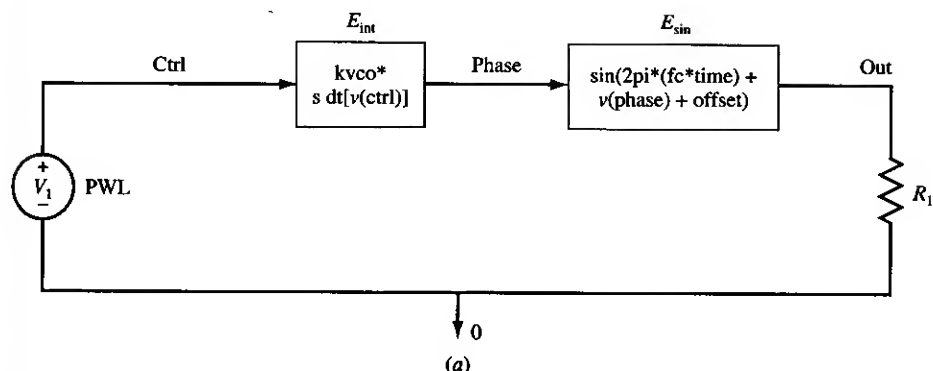 E_int
E_sin
Ctrl
kvco*
s dt[v(ctrl)]
Phase
sin(2pi*(fc*time) +
v(phase) + offset)
Out
+
V_1
−
PWL
R_1
0
(a)